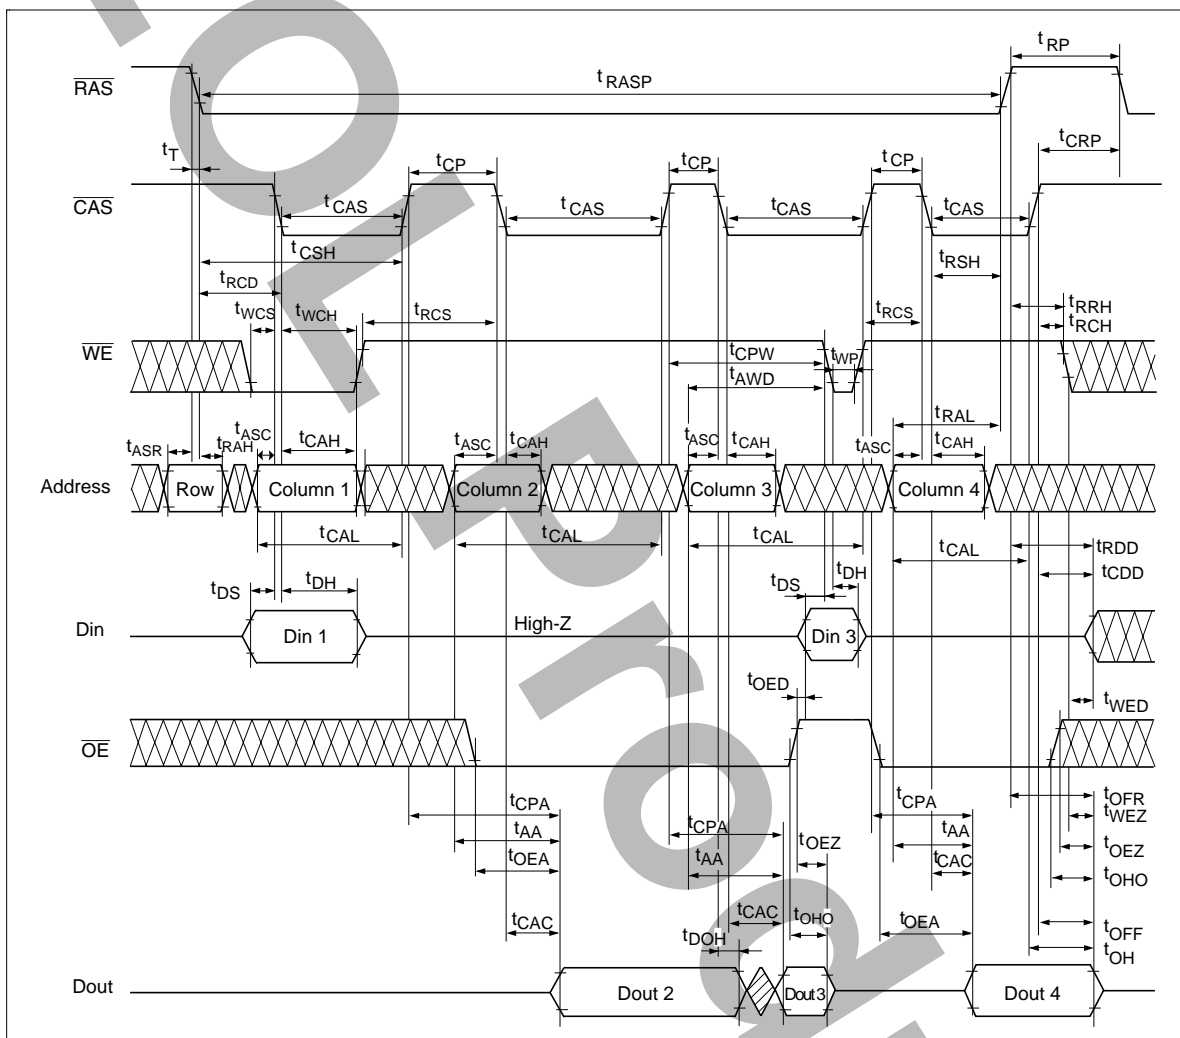 tRP
RAS
tRASP
tT
tCRP
tCP
tCP
tCP
CAS
tCAS
tCAS
tCAS
tCAS
tCSH
tRSH
tRCD
tWCS
tWCH
tRCS
tRCS
tRRH
tRCH
WE
tCPW
tWP
tAWD
tRAL
tASR
tRAH
tASC
tCAH
tASC
tCAH
tASC
tCAH
tASC
tCAH
Address
Row
Column 1
Column 2
Column 3
Column 4
tCAL
tCAL
tCAL
tCAL
tRDD
tCDD
tDS
tDH
tDS
tDH
Din
Din 1
High-Z
Din 3
tOED
tWED
OE
tCPA
tCPA
tCPA
tOFR
tWEZ
tAA
tAA
tAA
tOEZ
tOEZ
tOEA
tCAC
tOHO
tCAC
tCAC
tOHO
tOEA
tOFF
tDOH
tOH
Dout
Dout 2
Dout 3
Dout 4
OL Prod